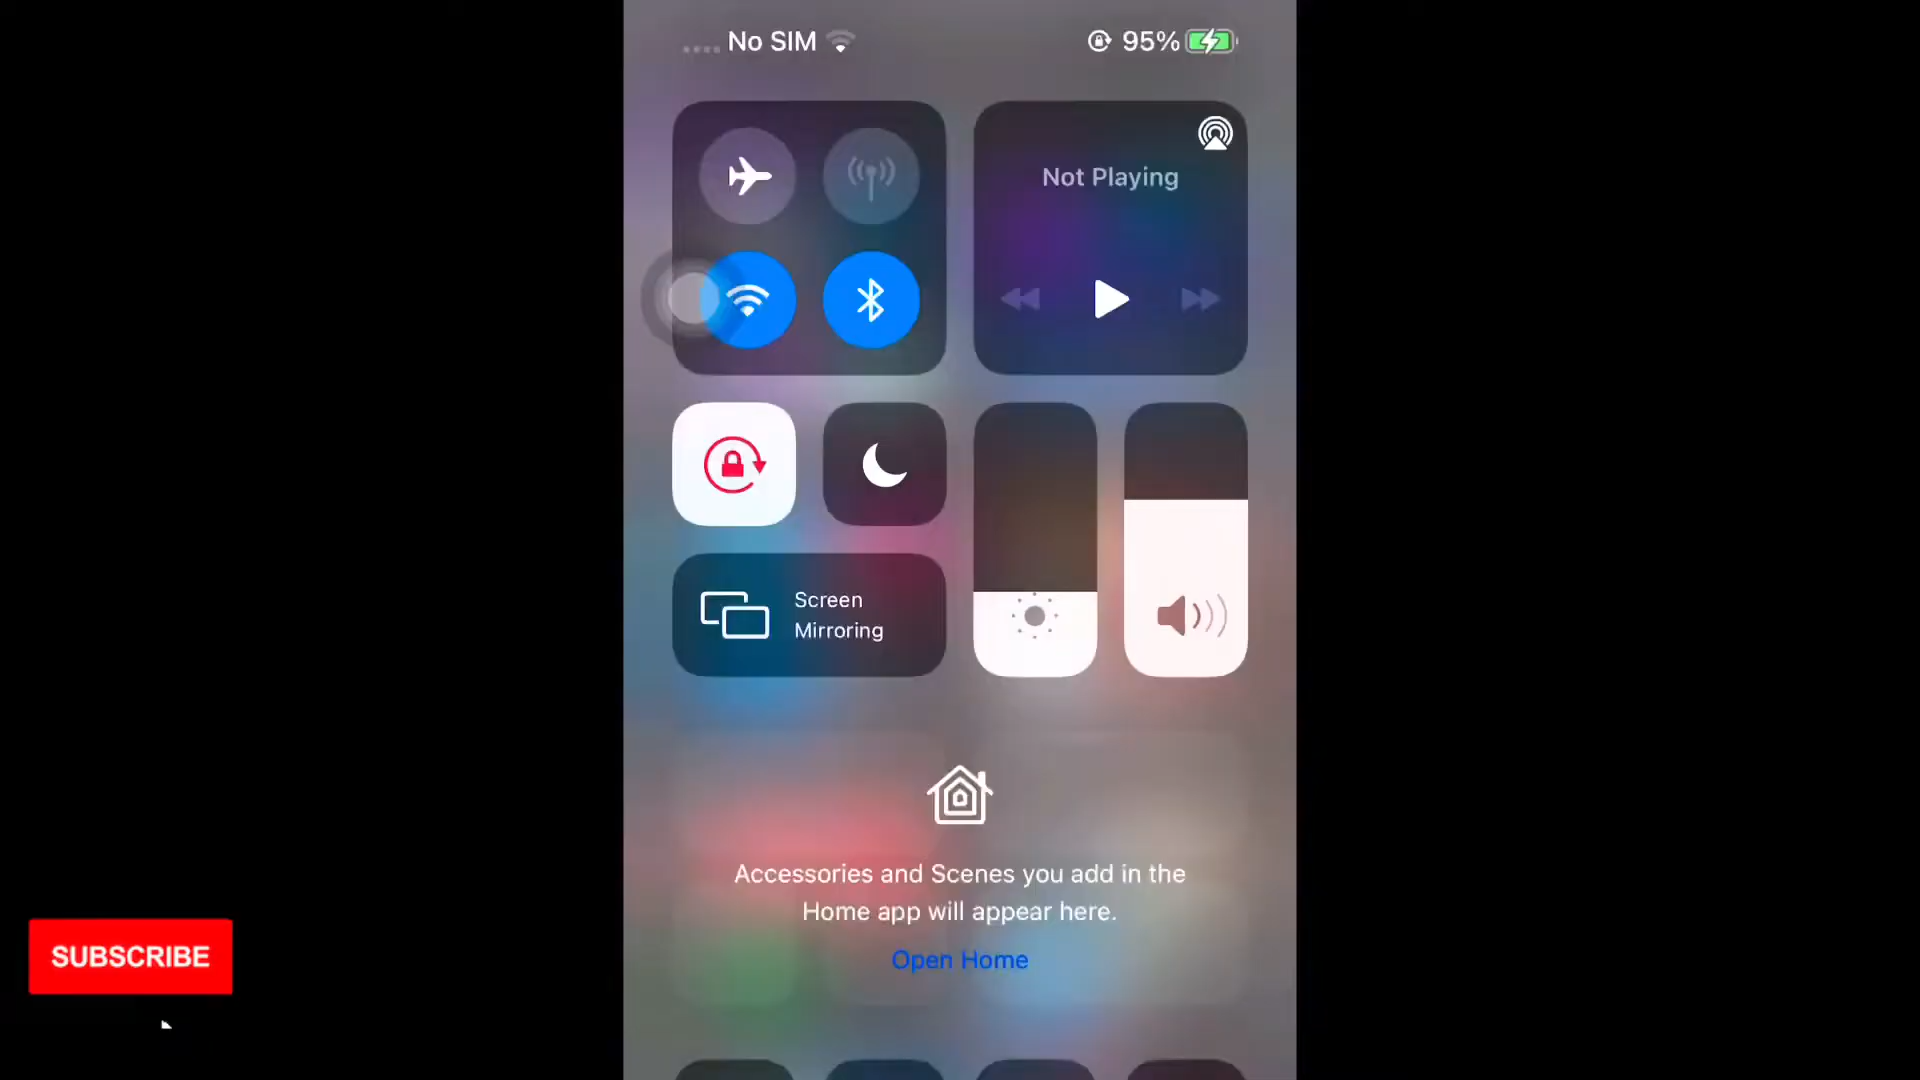 No SIM
95%
Not Playing
Screen
Mirroring
Accessories and Scenes you add in the
Home app will appear here.
Open Home
SUBSCRIBE